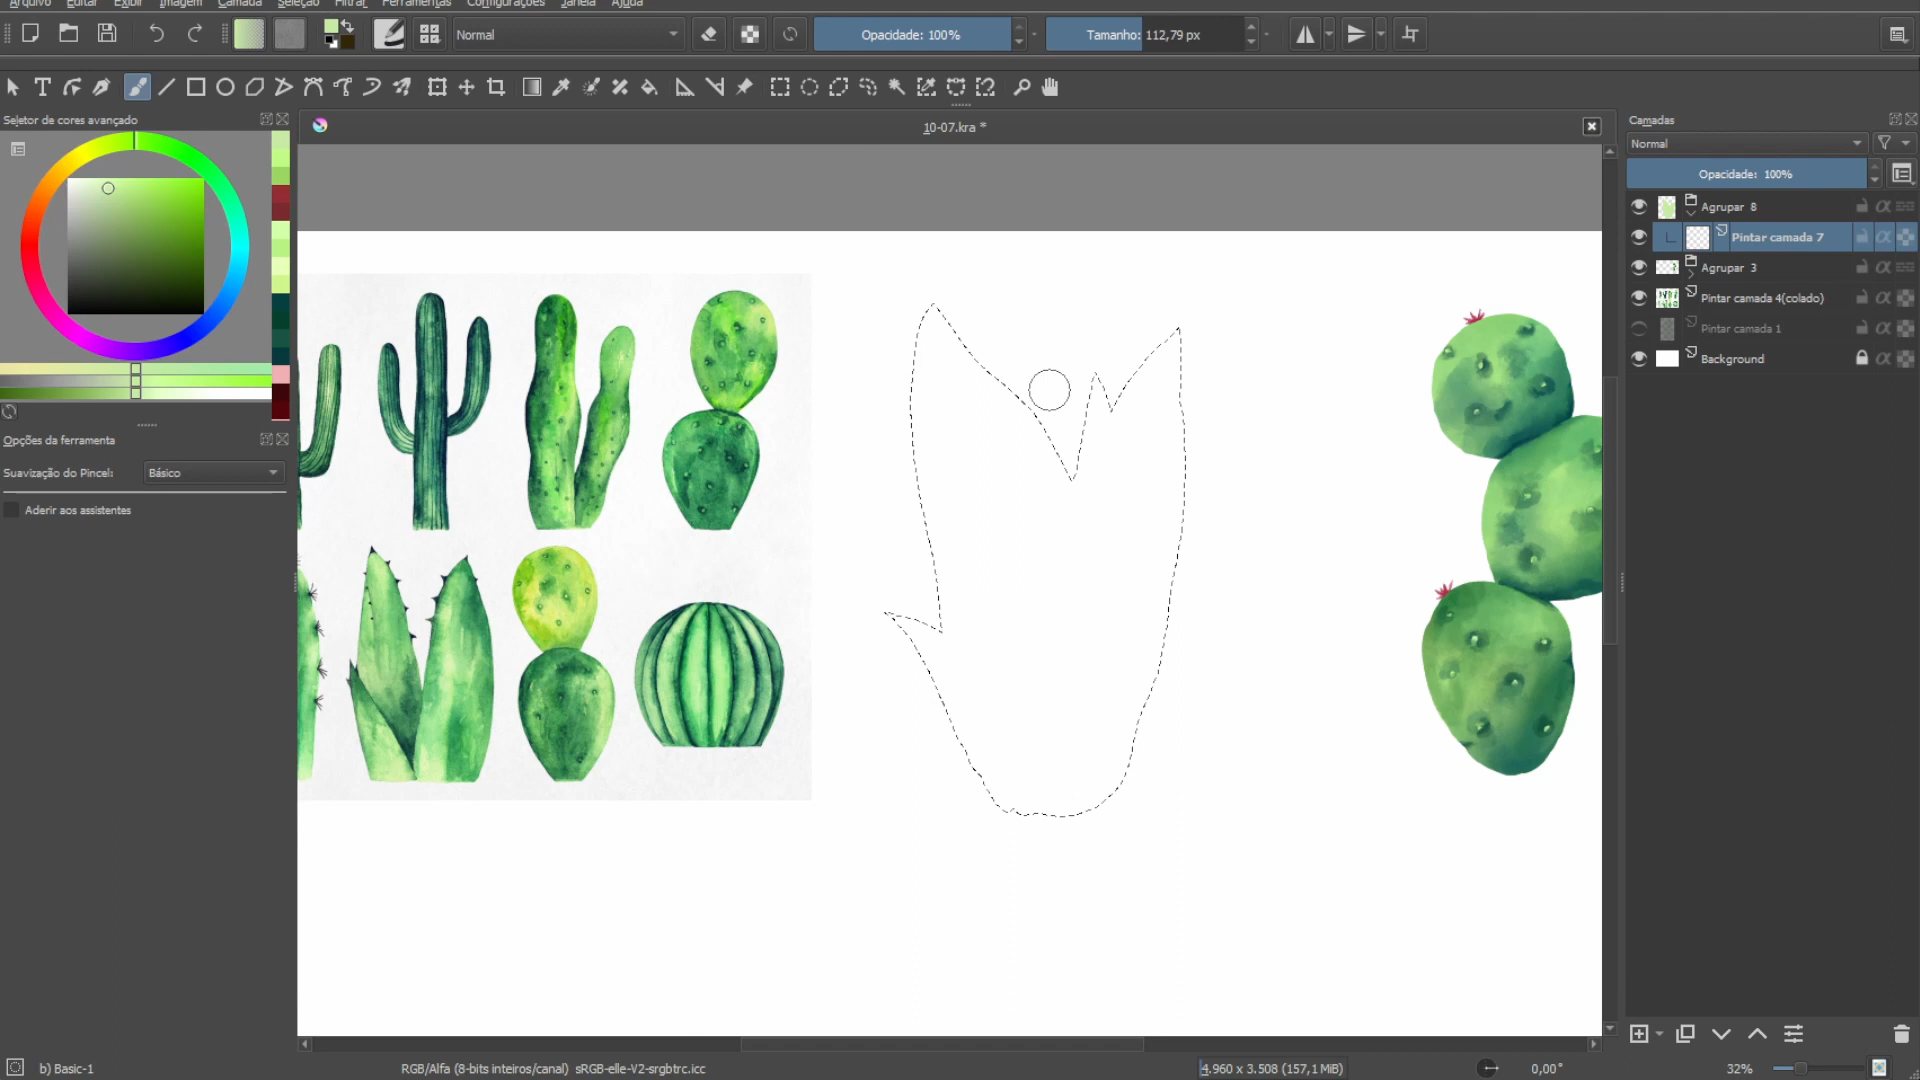 Arquivo Editar Exibir Imagem Camada Seleção Filtrar Ferramentas Configurações Janela Ajuda
Normal
Opacidade: 100%
Tamanho: 112,79 px
Seletor de cores avançado
10-07.kra *
Camadas
Normal
Opacidade: 100%
Agrupar 8
Pintar camada 7
Agrupar 3
Pintar camada 4(colado)
Pintar camada 1
Background
Opções da ferramenta
Suavização do Pincel:
Básico
Aderir aos assistentes
b) Basic-1
RGB/Alfa (8-bits inteiros/canal) sRGB-elle-V2-srgbtrc.icc
4.960 x 3.508 (157,1 MiB)
0,00°
32%